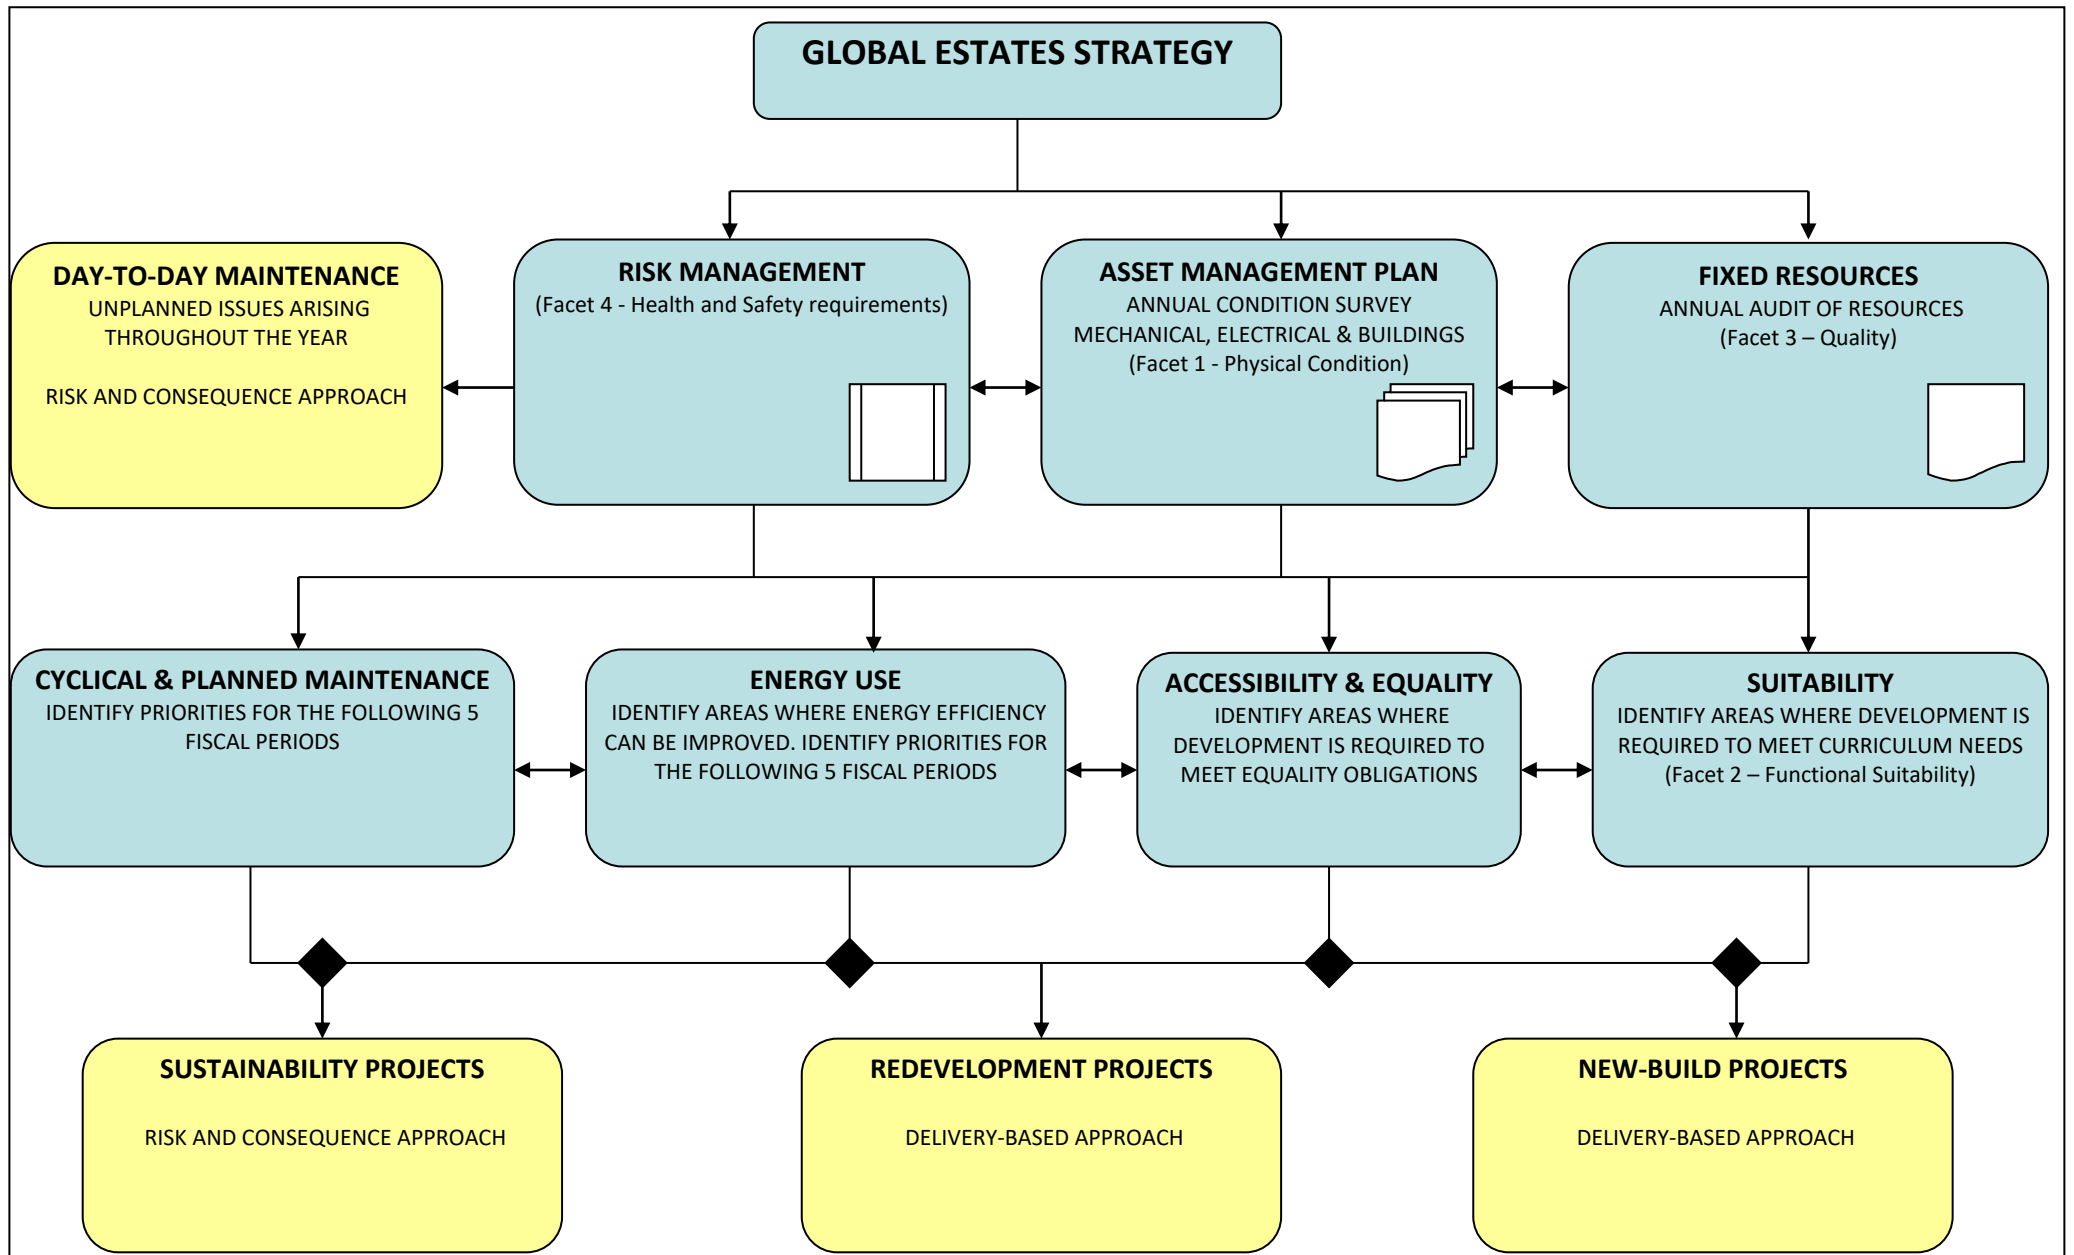 GLOBAL ESTATES STRATEGY
DAY-TO-DAY MAINTENANCE
UNPLANNED ISSUES ARISING
THROUGHOUT THE YEAR
RISK AND CONSEQUENCE APPROACH
RISK MANAGEMENT
(Facet 4 - Health and Safety requirements)
ASSET MANAGEMENT PLAN
ANNUAL CONDITION SURVEY
MECHANICAL, ELECTRICAL & BUILDINGS
(Facet 1 - Physical Condition)
FIXED RESOURCES
ANNUAL AUDIT OF RESOURCES
(Facet 3 – Quality)
CYCLICAL & PLANNED MAINTENANCE
IDENTIFY PRIORITIES FOR THE FOLLOWING 5
FISCAL PERIODS
ENERGY USE
IDENTIFY AREAS WHERE ENERGY EFFICIENCY
CAN BE IMPROVED. IDENTIFY PRIORITIES FOR
THE FOLLOWING 5 FISCAL PERIODS
ACCESSIBILITY & EQUALITY
IDENTIFY AREAS WHERE
DEVELOPMENT IS REQUIRED TO
MEET EQUALITY OBLIGATIONS
SUITABILITY
IDENTIFY AREAS WHERE DEVELOPMENT IS
REQUIRED TO MEET CURRICULUM NEEDS
(Facet 2 – Functional Suitability)
SUSTAINABILITY PROJECTS
RISK AND CONSEQUENCE APPROACH
REDEVELOPMENT PROJECTS
DELIVERY-BASED APPROACH
NEW-BUILD PROJECTS
DELIVERY-BASED APPROACH